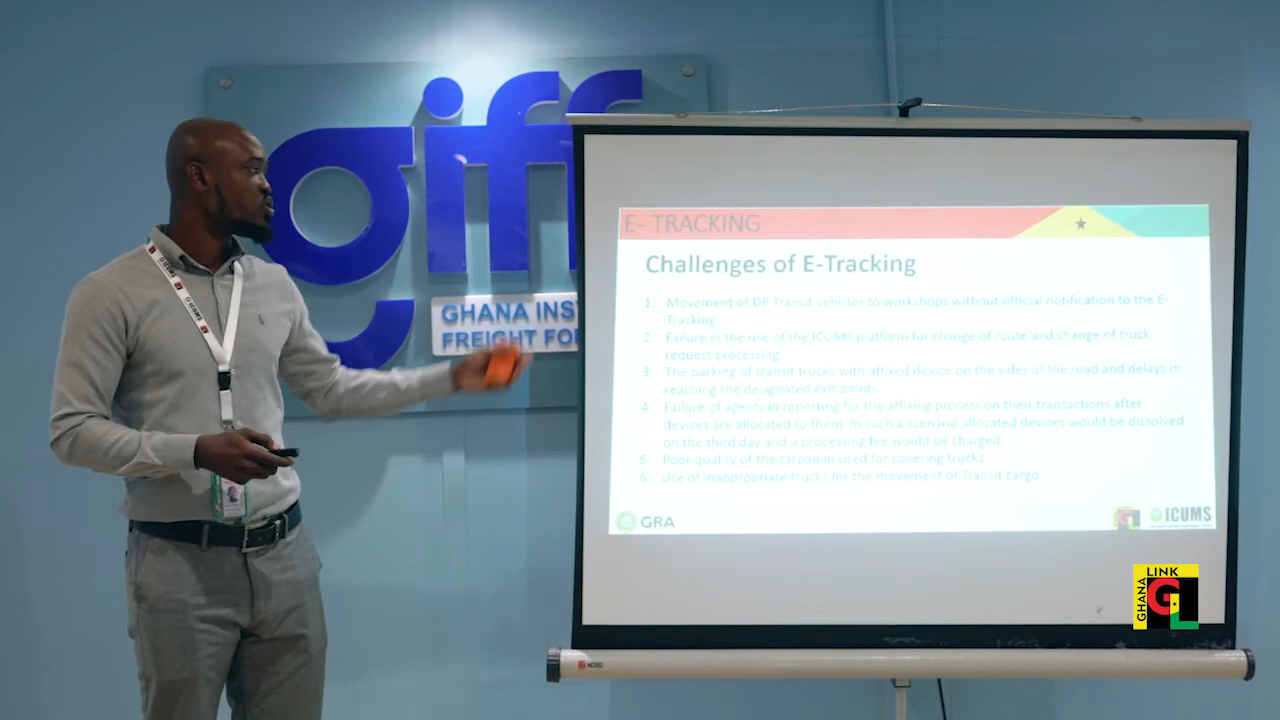 giff
GHANA INS
FREIGHT FOR
E- TRACKING
Challenges of E-Tracking
1. Movement of DP Transit vehicles to workshops without official notification to the E-
Tracking.
2. Failure in the use of the ICUMS platform for change of route and change of truck
request processing.
3. The parking of transit trucks with affixed device on the sides of the road and delays in
reaching the designated exit points.
4. Failure of agents in reporting for the affixing process on their transactions after
devices are allocated to them. In such a scenario allocated devices would be dissolved
on the third day and a processing fee would be charged.
5. Poor quality of the tarpaulin used for covering trucks.
6. Use of inappropriate trucks for the movement of Transit cargo.
GRA
ICUMS
GHANA LINK
GL
NOBO
ICUMS